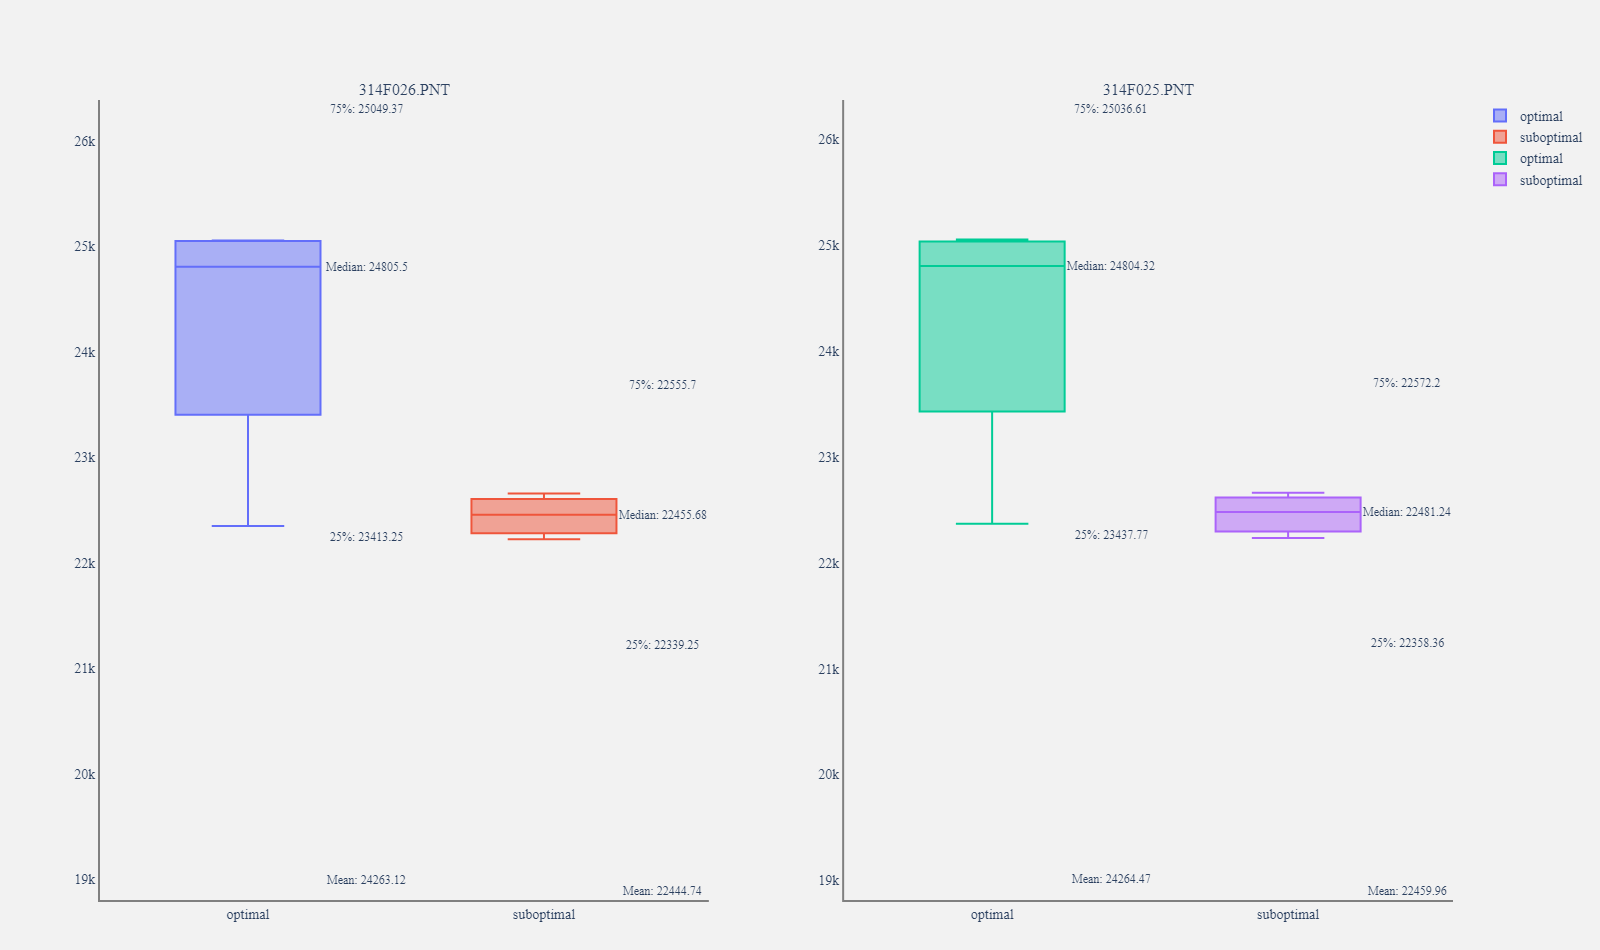 314F026.PNT
75%: 25049.37
26k
25k
Median: 24805.5
24k
75%: 22555.7
23k
Median: 22455.68
25%: 23413.25
22k
25%: 22339.25
21k
20k
19k
Mean: 24263.12
Mean: 22444.74
optimal
suboptimal
314F025.PNT
75%: 25036.61
26k
25k
Median: 24804.32
24k
75%: 22572.2
23k
Median: 22481.24
25%: 23437.77
22k
25%: 22358.36
21k
20k
19k
Mean: 24264.47
Mean: 22459.96
optimal
suboptimal
optimal
suboptimal
optimal
suboptimal